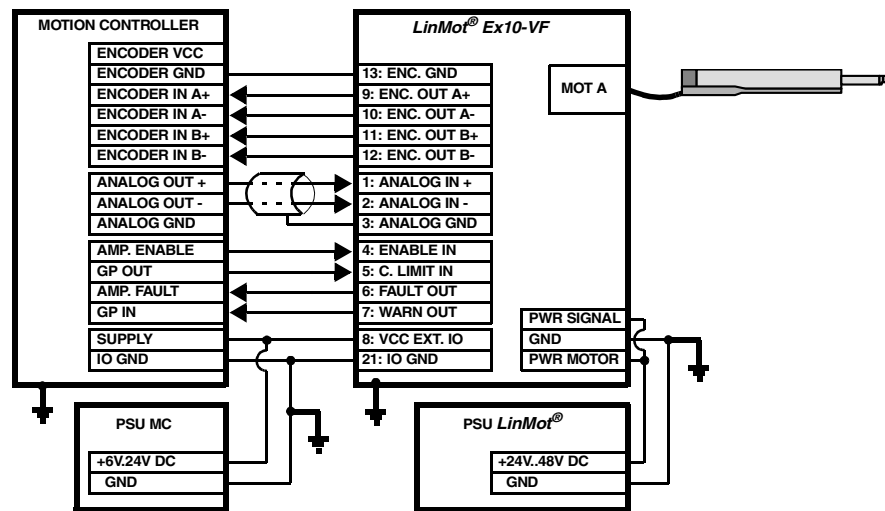 MOTION CONTROLLER
ENCODER VCC
ENCODER GND
ENCODER IN A+
ENCODER IN A-
ENCODER IN B+
ENCODER IN B-
ANALOG OUT +
ANALOG OUT -
ANALOG GND
AMP. ENABLE
GP OUT
AMP. FAULT
GP IN
SUPPLY
IO GND
LinMot® Ex10-VF
13: ENC. GND
9: ENC. OUT A+
10: ENC. OUT A-
11: ENC. OUT B+
12: ENC. OUT B-
1: ANALOG IN +
2: ANALOG IN -
3: ANALOG GND
4: ENABLE IN
5: C. LIMIT IN
6: FAULT OUT
7: WARN OUT
8: VCC EXT. IO
21: IO GND
MOT A
PWR SIGNAL
GND
PWR MOTOR
PSU MC
+6V.24V DC
GND
PSU LinMot®
+24V..48V DC
GND